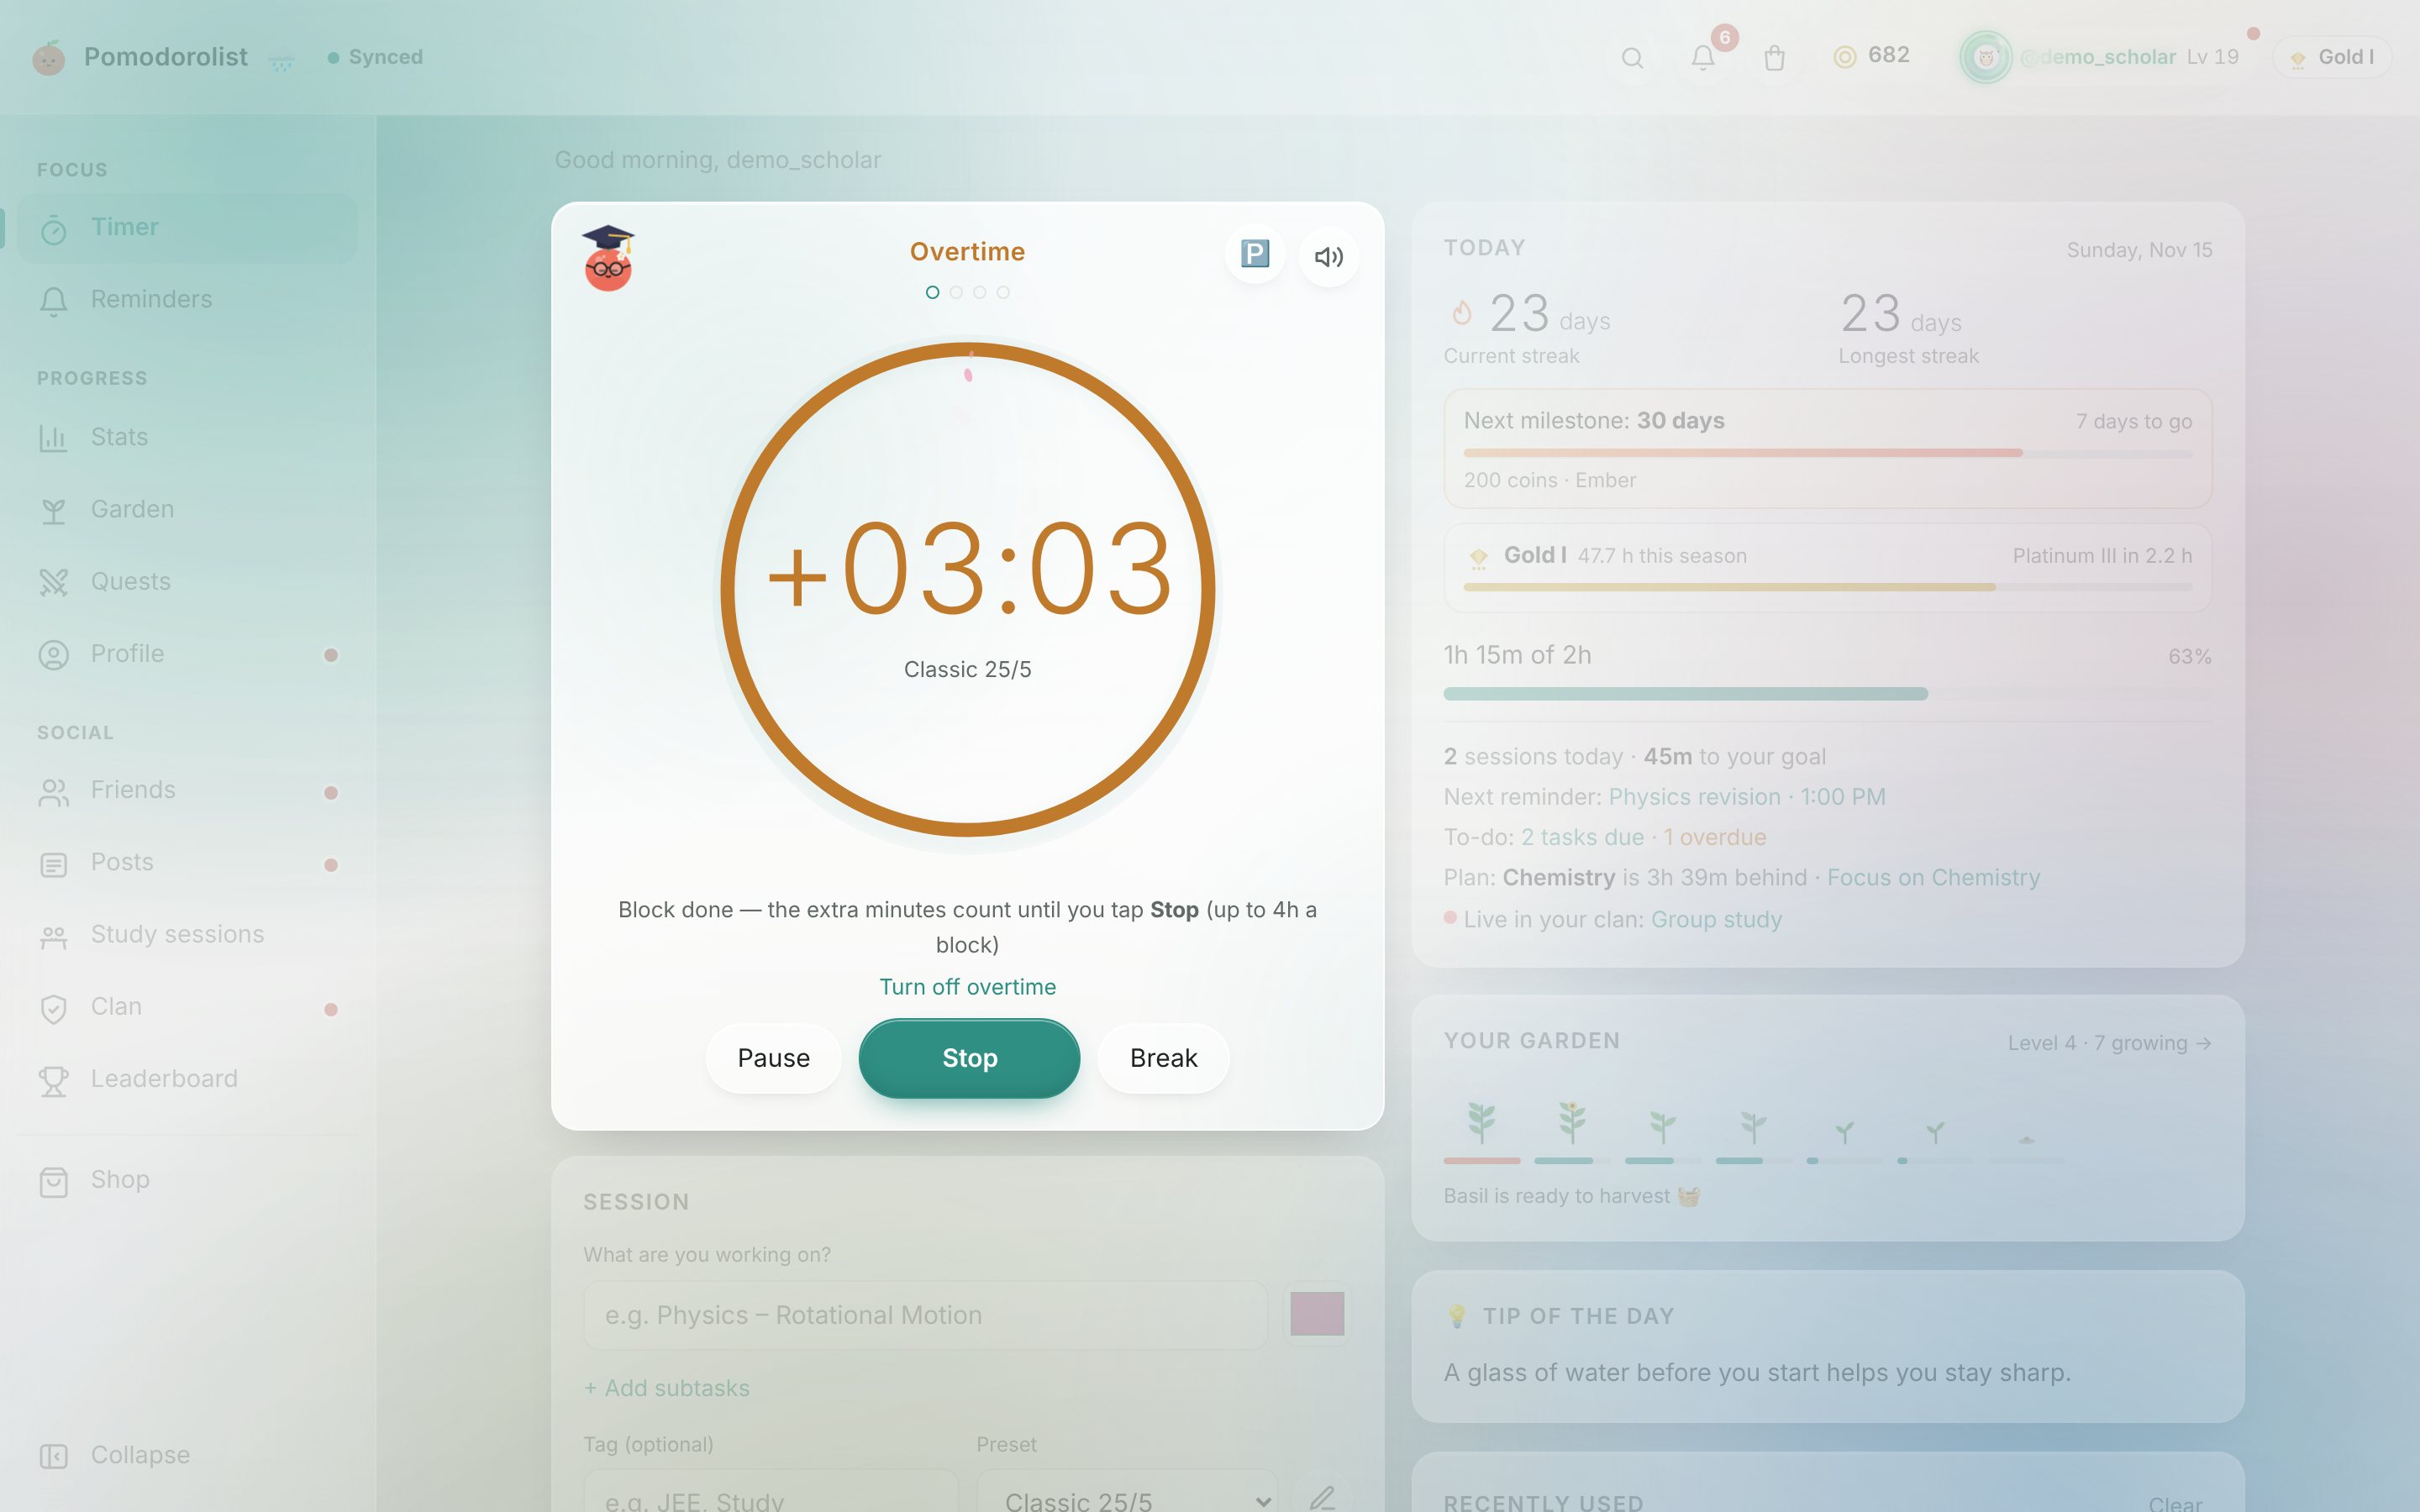 Pomodorolist
Synced
6
682
@demo_scholar Lv 19
Gold I
FOCUS
Timer
Reminders
PROGRESS
Stats
Garden
Quests
Profile
SOCIAL
Friends
Posts
Study sessions
Clan
Leaderboard
Shop
Collapse
Good morning, demo_scholar
Overtime
P
+03:03
Classic 25/5
Block done — the extra minutes count until you tap Stop (up to 4h a
block)
Turn off overtime
Pause
Stop
Break
SESSION
What are you working on?
e.g. Physics – Rotational Motion
+ Add subtasks
Tag (optional)
Preset
e.g. JEE, Study
Classic 25/5
TODAY
Sunday, Nov 15
23 days
Current streak
23 days
Longest streak
Next milestone: 30 days
7 days to go
200 coins · Ember
Gold I 47.7 h this season
Platinum III in 2.2 h
1h 15m of 2h
63%
2 sessions today · 45m to your goal
Next reminder: Physics revision · 1:00 PM
To-do: 2 tasks due · 1 overdue
Plan: Chemistry is 3h 39m behind · Focus on Chemistry
Live in your clan: Group study
YOUR GARDEN
Level 4 · 7 growing →
Basil is ready to harvest
TIP OF THE DAY
A glass of water before you start helps you stay sharp.
RECENTLY USED
Clear